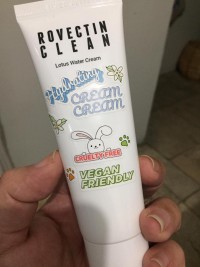 ROVECTIN
CLEAN
Lotus Water Cream
Hydrating
CREAM
CREAM
CRUELTY FREE
VEGAN
FRIENDLY